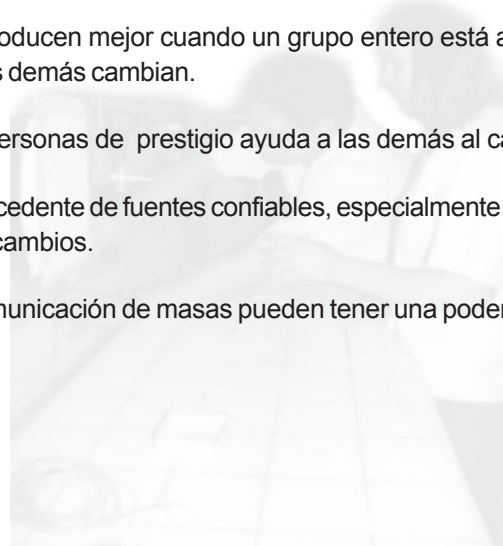 oducen mejor cuando un grupo entero está a
s demás cambian.
ersonas de prestigio ayuda a las demás al ca
cedente de fuentes confiables, especialmente
cambios.
nunicación de masas pueden tener una poder